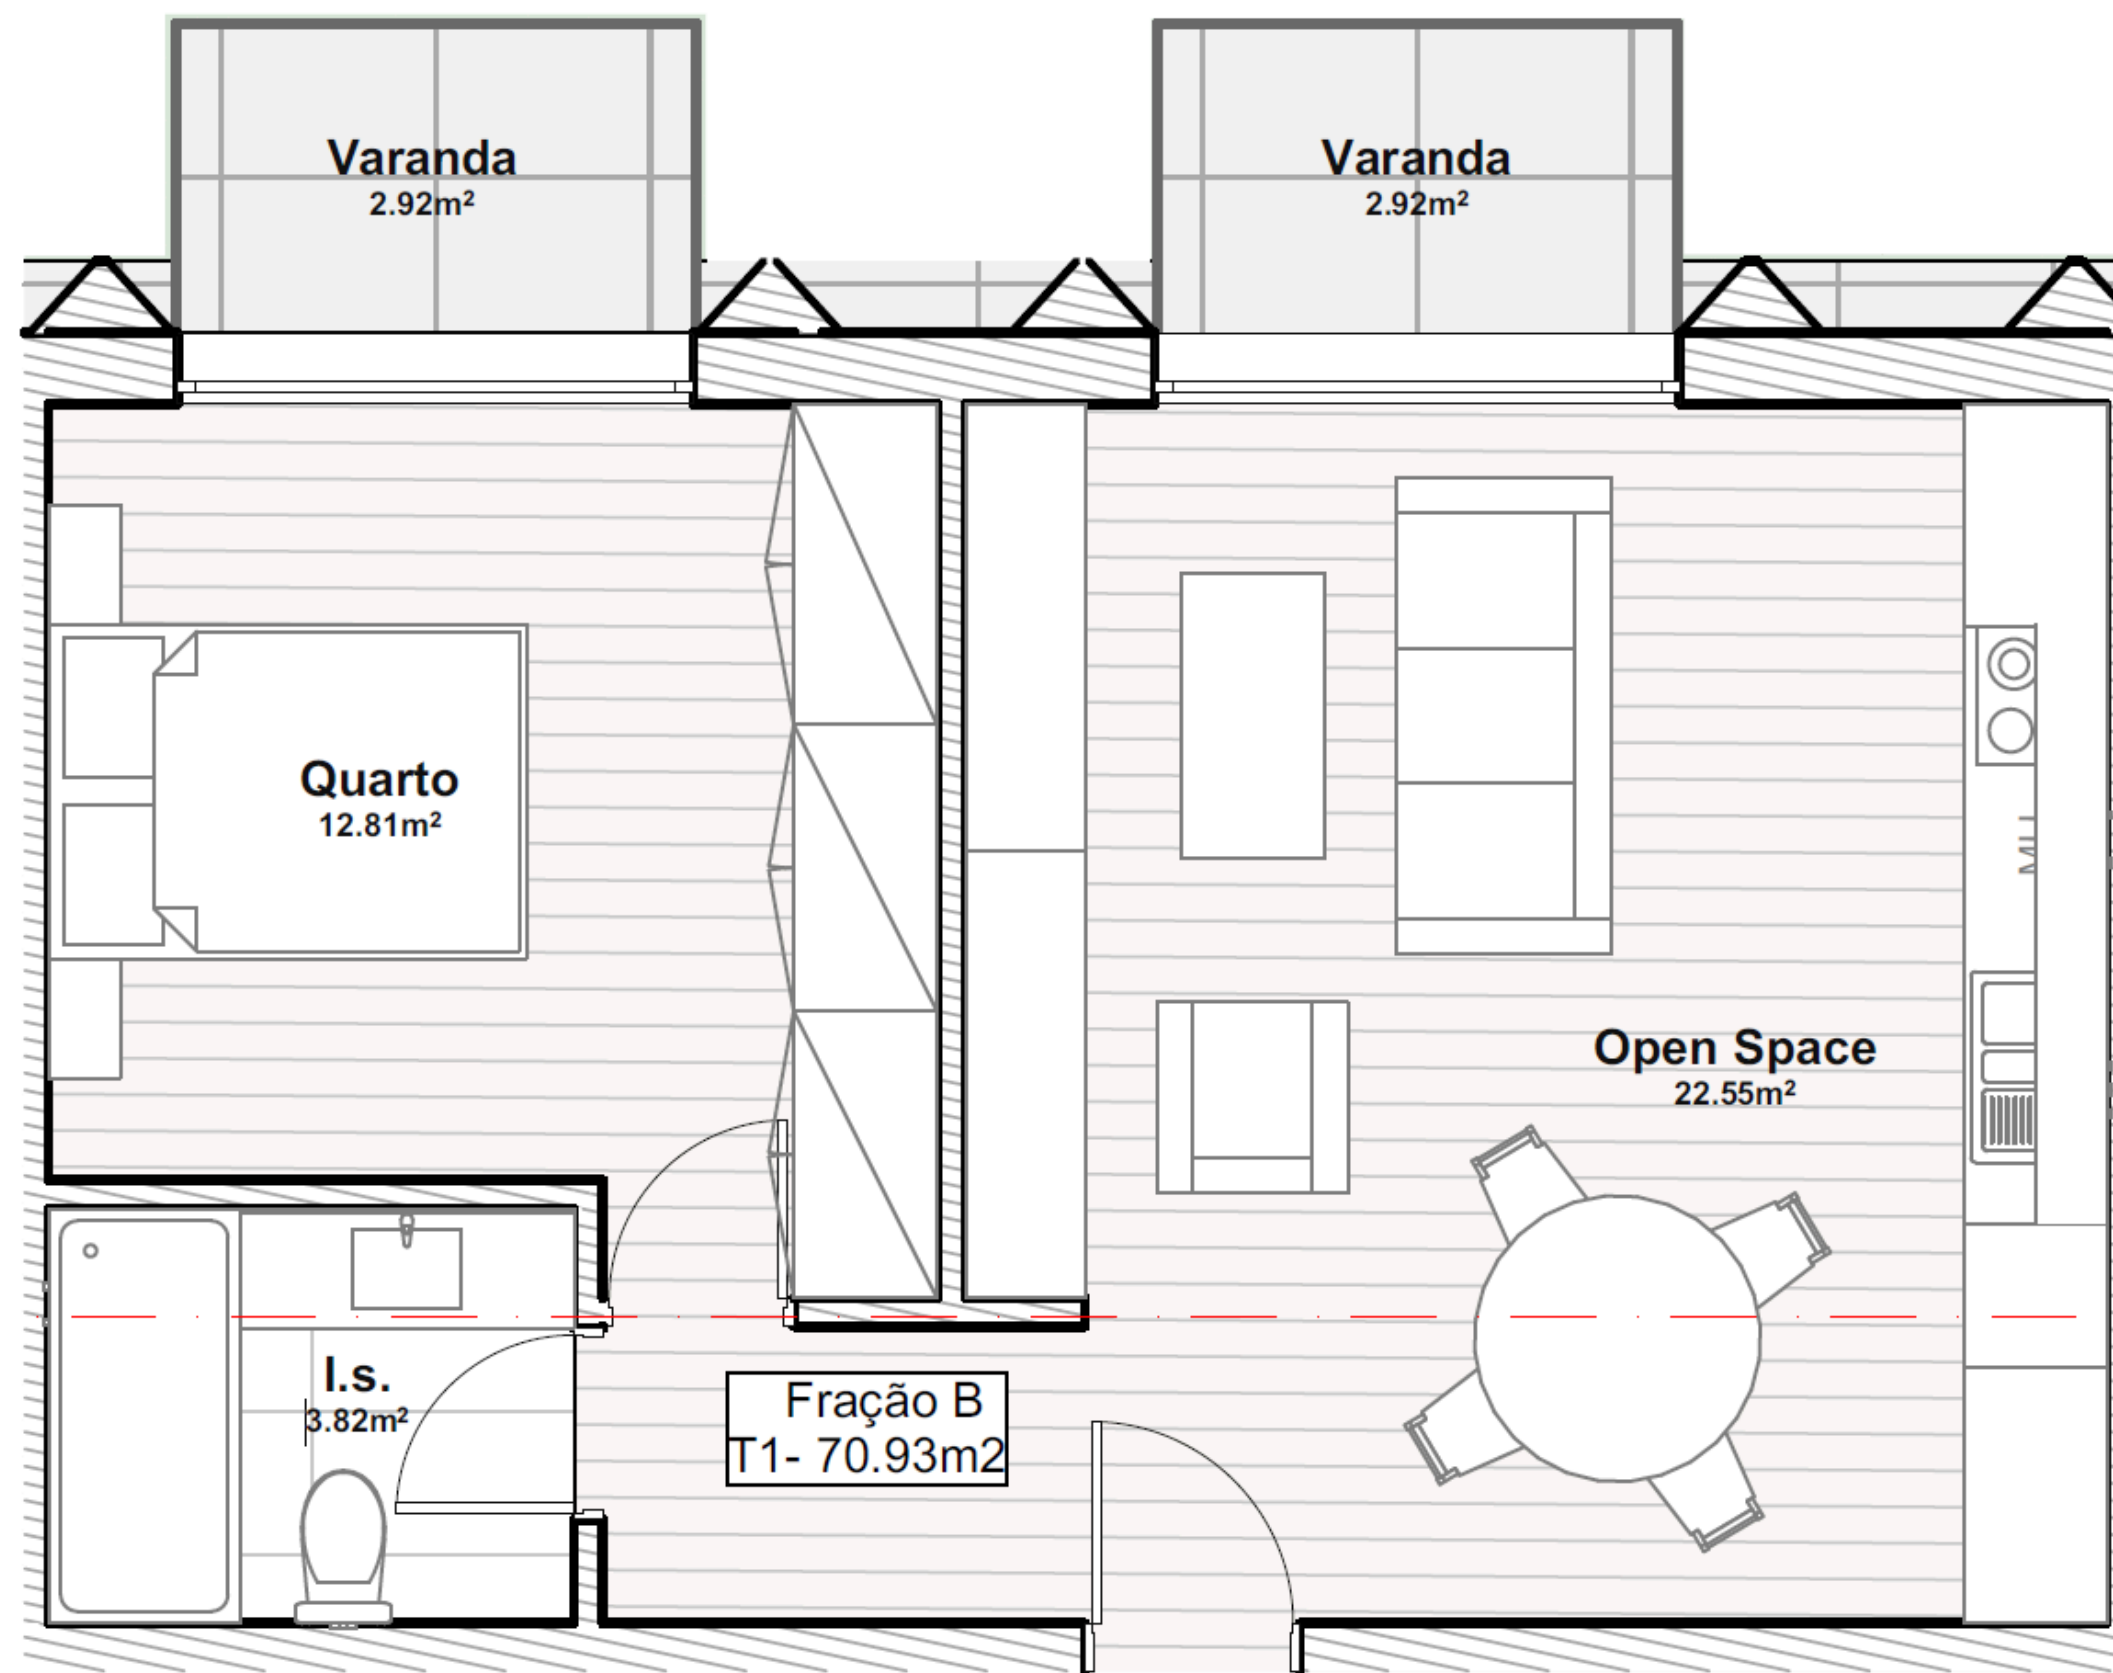 Varanda
2.92m²
Varanda
2.92m²
Quarto
12.81m²
Open Space
22.55m²
I.s.
3.82m²
Fração B
T1- 70.93m2